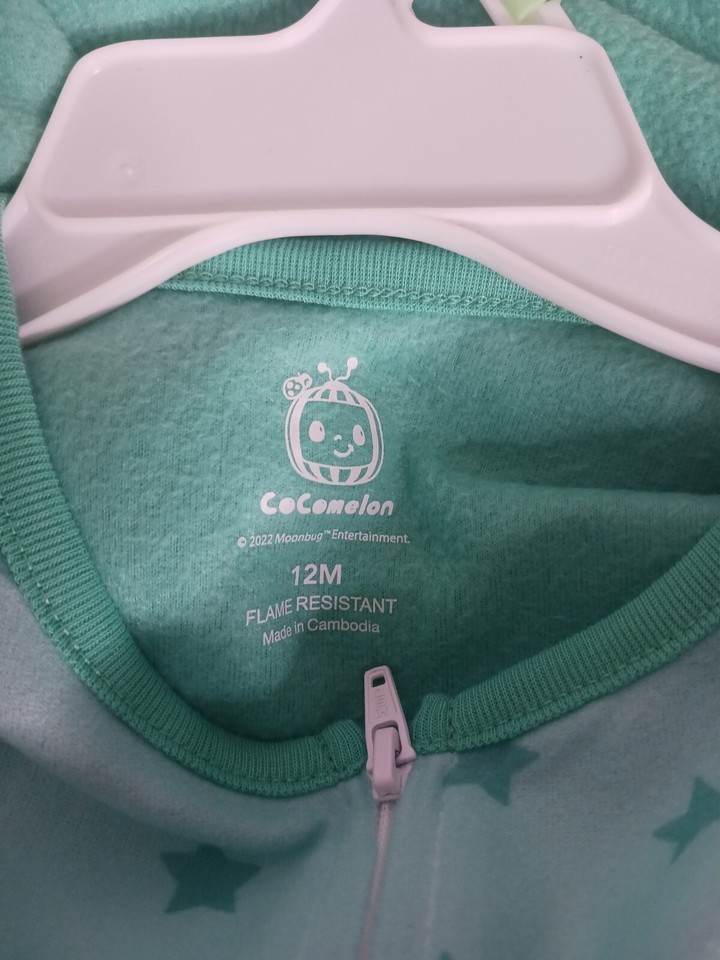 CoComelon
© 2022 Moonbug™ Entertainment.
12M
FLAME RESISTANT
Made in Cambodia